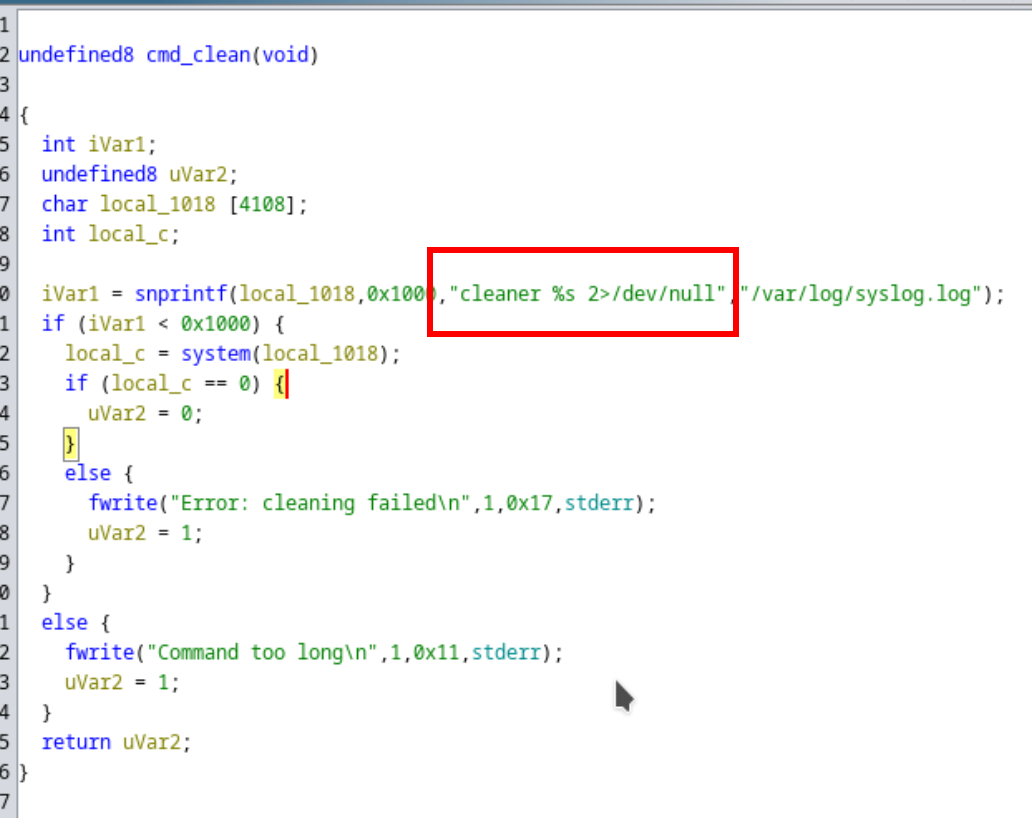 1
2 undefined8 cmd_clean(void)
3
4 {
5   int iVar1;
6   undefined8 uVar2;
7   char local_1018 [4108];
8   int local_c;
9
0   iVar1 = snprintf(local_1018,0x1000,"cleaner %s 2>/dev/null","/var/log/syslog.log");
1   if (iVar1 < 0x1000) {
2     local_c = system(local_1018);
3     if (local_c == 0) {
4       uVar2 = 0;
5     }
6     else {
7       fwrite("Error: cleaning failed\n",1,0x17,stderr);
8       uVar2 = 1;
9     }
0   }
1   else {
2     fwrite("Command too long\n",1,0x11,stderr);
3     uVar2 = 1;
4   }
5   return uVar2;
6 }
7